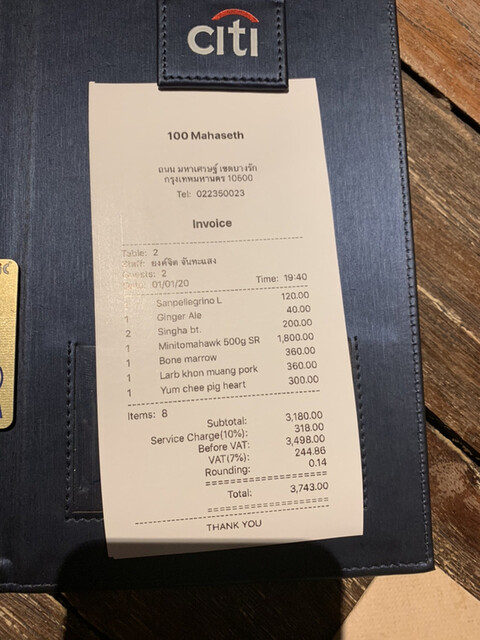 citi
100 Mahaseth
ถนน มหาเศรษฐ์ เขตบางรัก
กรุงเทพมหานคร 10500
Tel: 022350023
Invoice
Table: 2
Staff: ยงค์จิต จันทะแสง
Guests: 2
Date: 01/01/20 Time: 19:40
1 Sanpellegrino L 120.00
1 Ginger Ale 40.00
2 Singha bt. 200.00
1 Minitomahawk 500g SR 1,800.00
1 Bone marrow 360.00
1 Larb khon muang pork 360.00
1 Yum chee pig heart 300.00
Items: 8
Subtotal: 3,180.00
Service Charge(10%): 318.00
Before VAT: 3,498.00
VAT(7%): 244.86
Rounding: 0.14
Total: 3,743.00
THANK YOU